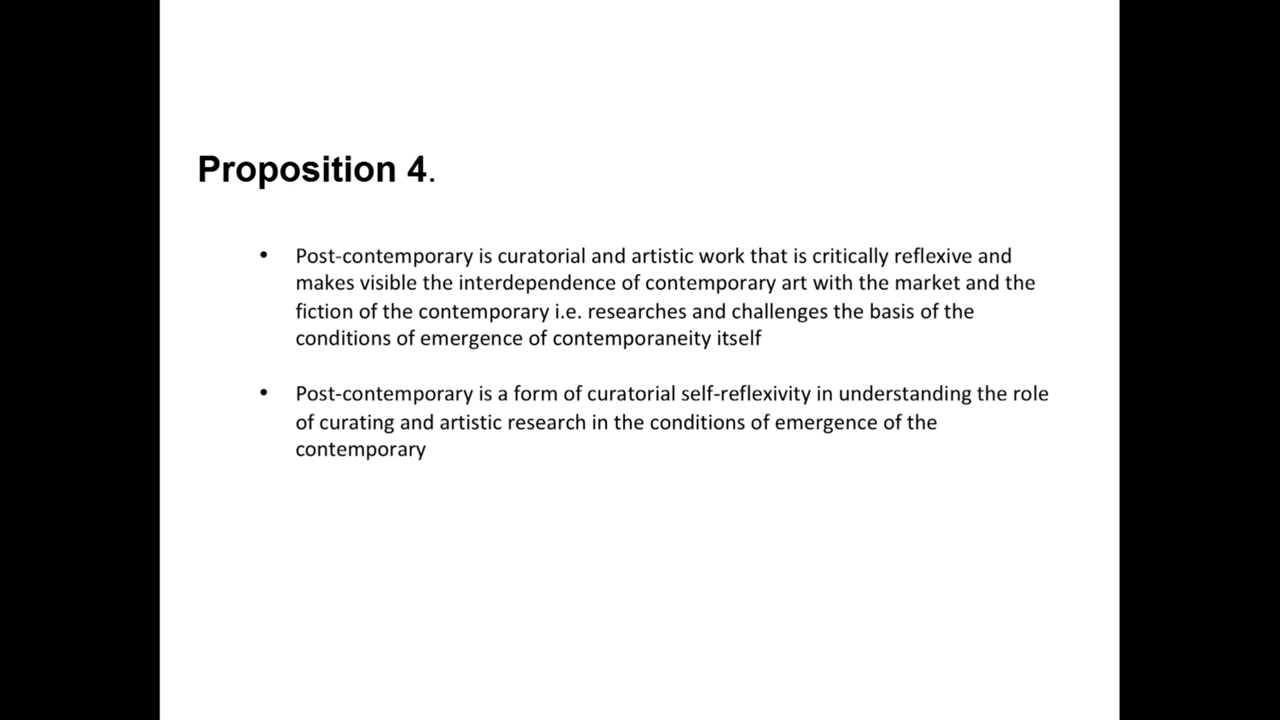 Proposition 4.
• Post-contemporary is curatorial and artistic work that is critically reflexive and
makes visible the interdependence of contemporary art with the market and the
fiction of the contemporary i.e. researches and challenges the basis of the
conditions of emergence of contemporaneity itself
• Post-contemporary is a form of curatorial self-reflexivity in understanding the role
of curating and artistic research in the conditions of emergence of the
contemporary